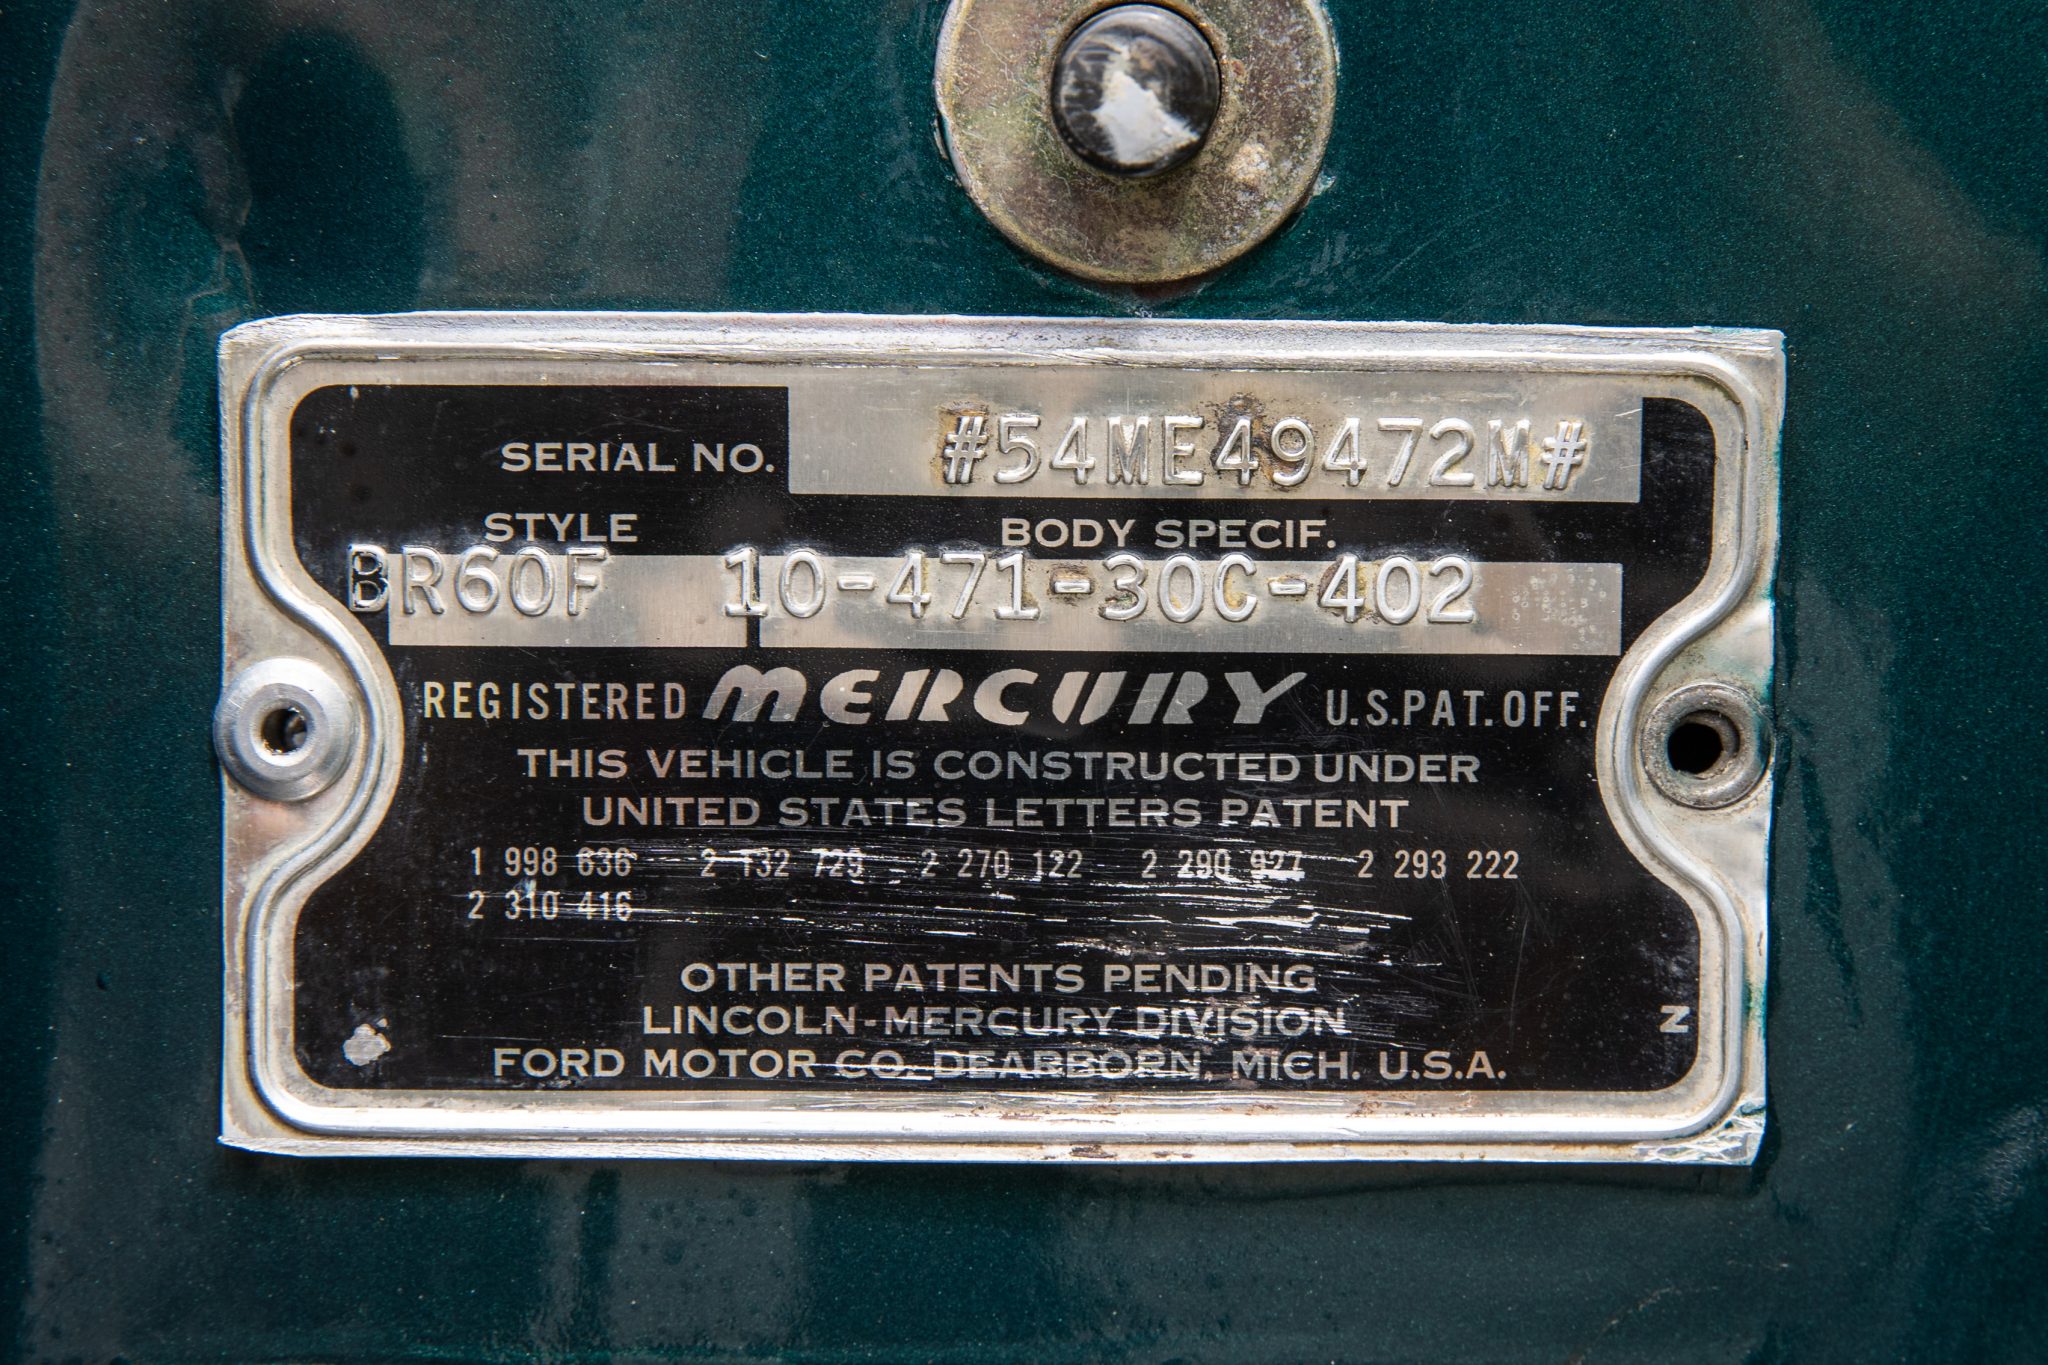 SERIAL NO. #54ME49472M#
STYLE BODY SPECIF.
BR60F 10-471-30C-402
REGISTERED MERCURY U.S.PAT.OFF.
THIS VEHICLE IS CONSTRUCTED UNDER
UNITED STATES LETTERS PATENT
1 998 636 2 132 729 2 270 122 2 290 927 2 293 222
2 310 416
OTHER PATENTS PENDING
LINCOLN-MERCURY DIVISION
FORD MOTOR CO. DEARBORN, MICH. U.S.A.
N